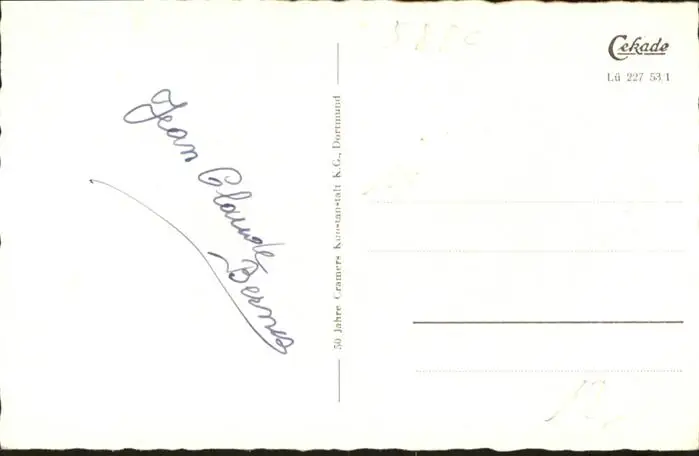 Cekade
Lü 227 53/1
Jean
Claude
Bernes
50 Jahre Cramers Kunstanstalt K.G., Dortmund